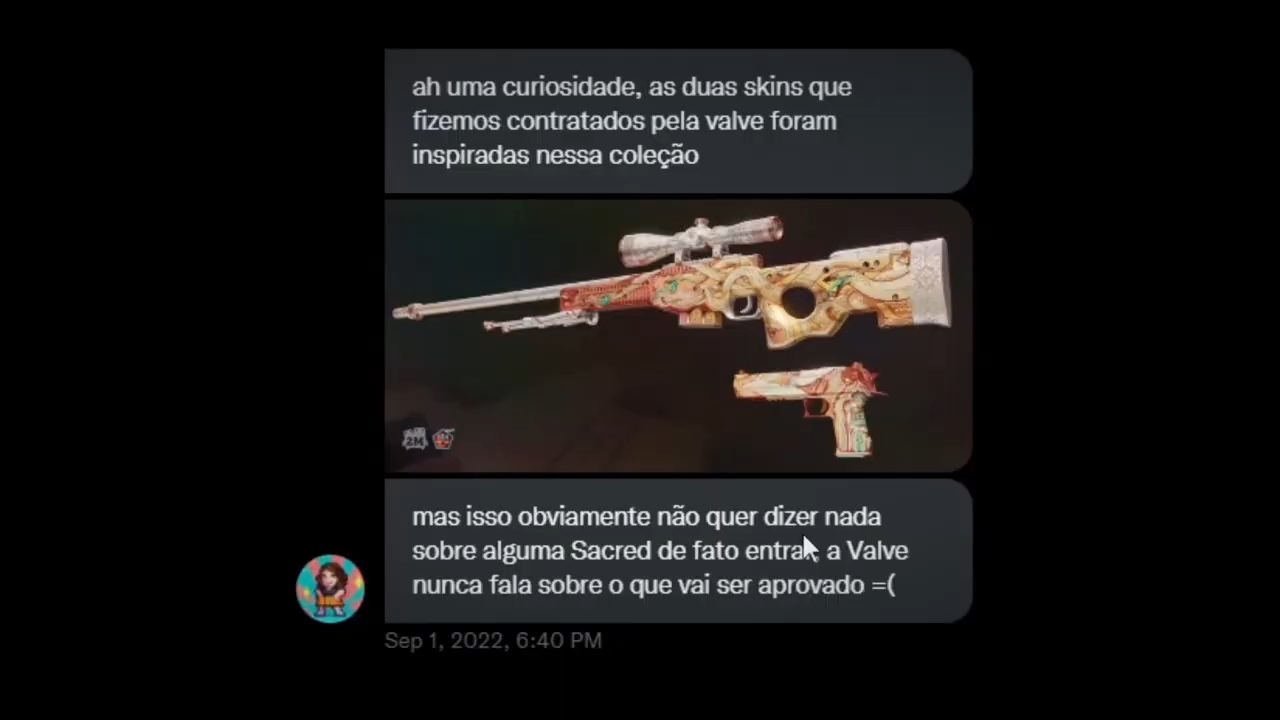 ah uma curiosidade, as duas skins que
fizemos contratados pela valve foram
inspiradas nessa coleção
2M
mas isso obviamente não quer dizer nada
sobre alguma Sacred de fato entrar, a Valve
nunca fala sobre o que vai ser aprovado =(
Sep 1, 2022, 6:40 PM